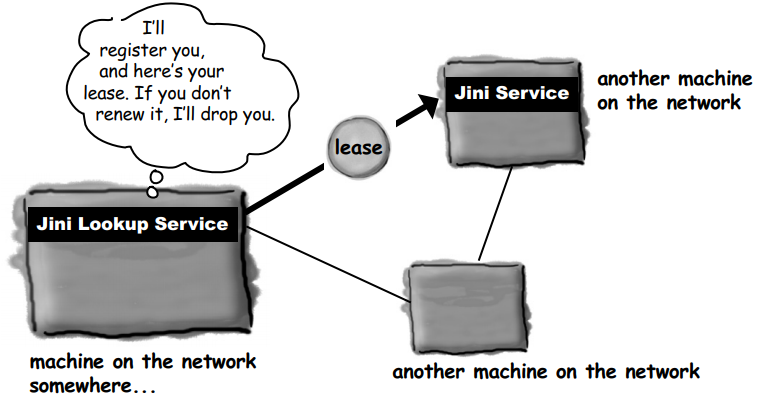 I'll
register you,
and here's your
lease. If you don't
renew it, I'll drop you.
Jini Service
another machine
on the network
lease
Jini Lookup Service
machine on the network
somewhere...
another machine on the network